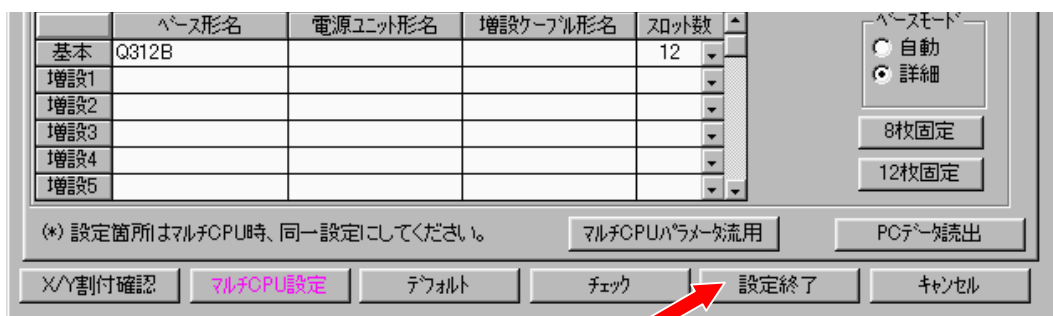 ﾍﾞｰｽ形名 電源ﾕﾆｯﾄ形名 増設ｹｰﾌﾞﾙ形名 ｽﾛｯﾄ数
基本 Q312B 12
増設1
増設2
増設3
増設4
増設5
ﾍﾞｰｽﾓｰﾄﾞ
自動
詳細
8枚固定
12枚固定
(*) 設定箇所はﾏﾙﾁCPU時、同一設定にしてください。
ﾏﾙﾁCPUﾊﾟﾗﾒｰﾀ流用
PCﾃﾞｰﾀ読出
X/Y割付確認 ﾏﾙﾁCPU設定 ﾃﾞﾌｫﾙﾄ ﾁｪｯｸ 設定終了 ｷｬﾝｾﾙ